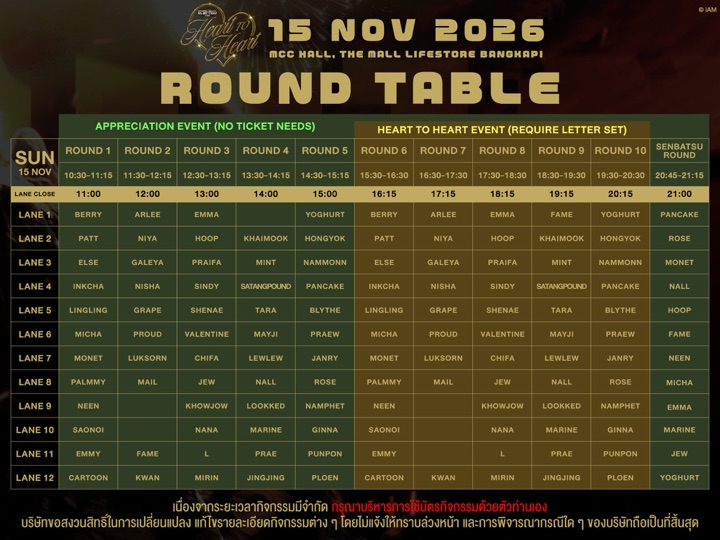 © iAM
Heart to Heart
15 NOV 2026
MCC HALL, THE MALL LIFESTORE BANGKAPI
ROUND TABLE
APPRECIATION EVENT (NO TICKET NEEDS) HEART TO HEART EVENT (REQUIRE LETTER SET)
SUN 15 NOV ROUND 1 ROUND 2 ROUND 3 ROUND 4 ROUND 5 ROUND 6 ROUND 7 ROUND 8 ROUND 9 ROUND 10 SENBATSU ROUND
10:30-11:15 11:30-12:15 12:30-13:15 13:30-14:15 14:30-15:15 15:30-16:30 16:30-17:30 17:30-18:30 18:30-19:30 19:30-20:30 20:45-21:15
LANE CLOSE 11:00 12:00 13:00 14:00 15:00 16:15 17:15 18:15 19:15 20:15 21:00
LANE 1 BERRY ARLEE EMMA YOGHURT BERRY ARLEE EMMA FAME YOGHURT PANCAKE
LANE 2 PATT NIYA HOOP KHAIMOOK HONGYOK PATT NIYA HOOP KHAIMOOK HONGYOK ROSE
LANE 3 ELSE GALEYA PRAIFA MINT NAMMONN ELSE GALEYA PRAIFA MINT NAMMONN MONET
LANE 4 INKCHA NISHA SINDY SATANGPOUND PANCAKE INKCHA NISHA SINDY SATANGPOUND PANCAKE NALL
LANE 5 LINGLING GRAPE SHENAE TARA BLYTHE LINGLING GRAPE SHENAE TARA BLYTHE HOOP
LANE 6 MICHA PROUD VALENTINE MAYJI PRAEW MICHA PROUD VALENTINE MAYJI PRAEW FAME
LANE 7 MONET LUKSORN CHIFA LEWLEW JANRY MONET LUKSORN CHIFA LEWLEW JANRY NEEN
LANE 8 PALMMY MAIL JEW NALL ROSE PALMMY MAIL JEW NALL ROSE MICHA
LANE 9 NEEN KHOWJOW LOOKKED NAMPHET NEEN KHOWJOW LOOKKED NAMPHET EMMA
LANE 10 SAONOI NANA MARINE GINNA SAONOI NANA MARINE GINNA MARINE
LANE 11 EMMY FAME L PRAE PUNPON EMMY L PRAE PUNPON JEW
LANE 12 CARTOON KWAN MIRIN JINGJING PLOEN CARTOON KWAN MIRIN JINGJING PLOEN YOGHURT
เนื่องจากระยะเวลากิจกรรมมีจำกัด กรุณาบริหารการใช้บัตรกิจกรรมด้วยตัวท่านเอง
บริษัทขอสงวนสิทธิ์ในการเปลี่ยนแปลง แก้ไขรายละเอียดกิจกรรมต่าง ๆ โดยไม่แจ้งให้ทราบล่วงหน้า และการพิจารณากรณีใด ๆ ของบริษัทถือเป็นที่สิ้นสุด